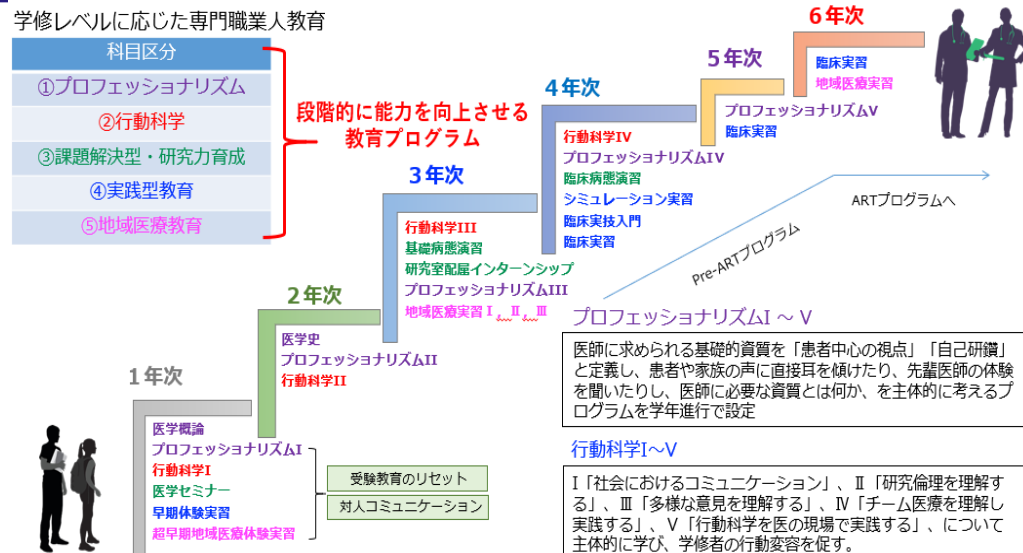 学修レベルに応じた専門職業人教育
科目区分
①プロフェッショナリズム
②行動科学
③課題解決型・研究力育成
④実践型教育
⑤地域医療教育
段階的に能力を向上させる
教育プログラム
1年次
医学概論
プロフェッショナリズムI
行動科学I
医学セミナー
早期体験実習
超早期地域医療体験実習
受験教育のリセット
対人コミュニケーション
2年次
医学史
プロフェッショナリズムII
行動科学II
3年次
行動科学III
基礎病態演習
研究室配属インターンシップ
プロフェッショナリズムIII
地域医療実習Ⅰ,Ⅱ,Ⅲ
4年次
行動科学IV
プロフェッショナリズムIV
臨床病態演習
シミュレーション実習
臨床実技入門
臨床実習
5年次
プロフェッショナリズムV
臨床実習
6年次
臨床実習
地域医療実習
Pre-ARTプログラム
ARTプログラムへ
プロフェッショナリズムI ～ V
医師に求められる基礎的資質を「患者中心の視点」「自己研鑽」
と定義し、患者や家族の声に直接耳を傾けたり、先輩医師の体験
を聞いたりし、医師に必要な資質とは何か、を主体的に考えるプ
ログラムを学年進行で設定
行動科学I～V
Ⅰ「社会におけるコミュニケーション」、Ⅱ「研究倫理を理解す
る」、Ⅲ「多様な意見を理解する」、Ⅳ「チーム医療を理解し
実践する」、Ⅴ「行動科学を医の現場で実践する」、について
主体的に学び、学修者の行動変容を促す。